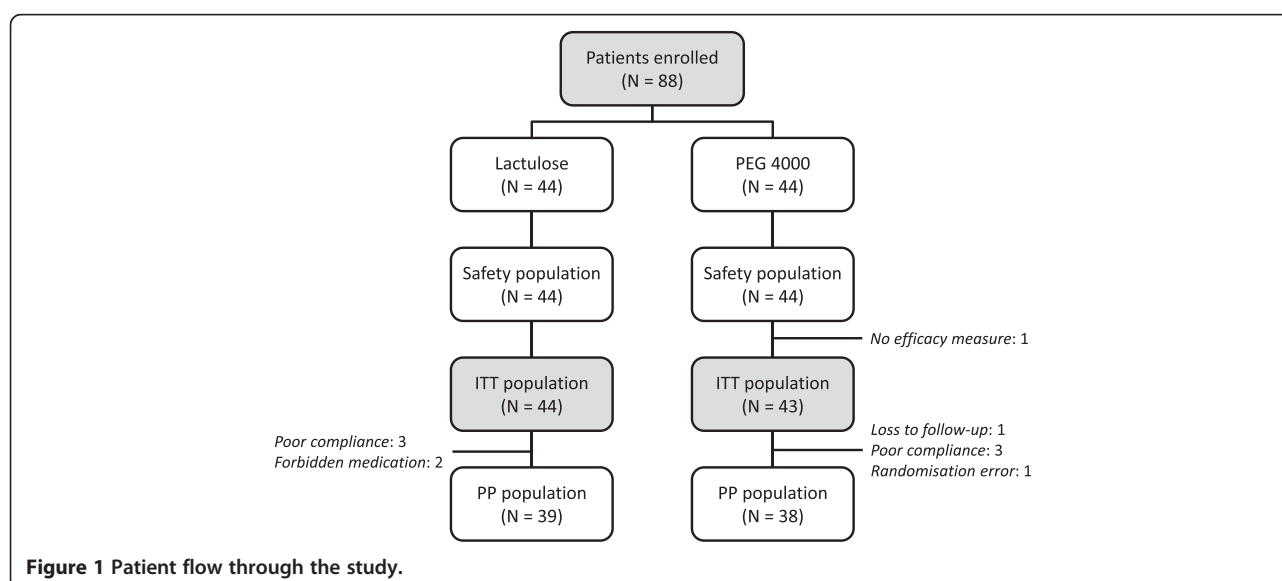 Patients enrolled
(N = 88)
Lactulose
(N = 44)
PEG 4000
(N = 44)
Safety population
(N = 44)
Safety population
(N = 44)
No efficacy measure: 1
ITT population
(N = 44)
ITT population
(N = 43)
Poor compliance: 3
Forbidden medication: 2
Loss to follow-up: 1
Poor compliance: 3
Randomisation error: 1
PP population
(N = 39)
PP population
(N = 38)
Figure 1 Patient flow through the study.